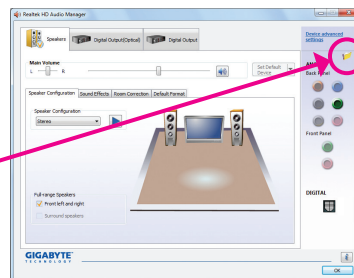 Realtek HD Audio Manager
Speakers
Digital Output(Optical)
Digital Output
Device advanced
settings
Main Volume
L
R
Set Default
Device
Back Panel
Speaker Configuration
Sound Effects
Room Correction
Default Format
Speaker Configuration
Stereo
Front Panel
Full-range Speakers
Front left and right
Surround speakers
DIGITAL
GIGABYTE
TECHNOLOGY
OK